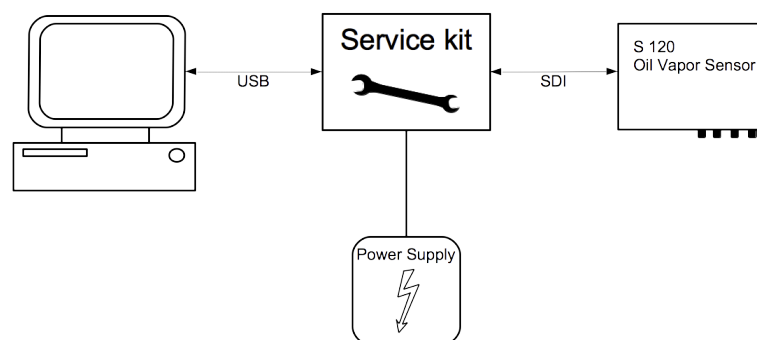 Service kit
S 120
Oil Vapor Sensor
USB
SDI
Power Supply